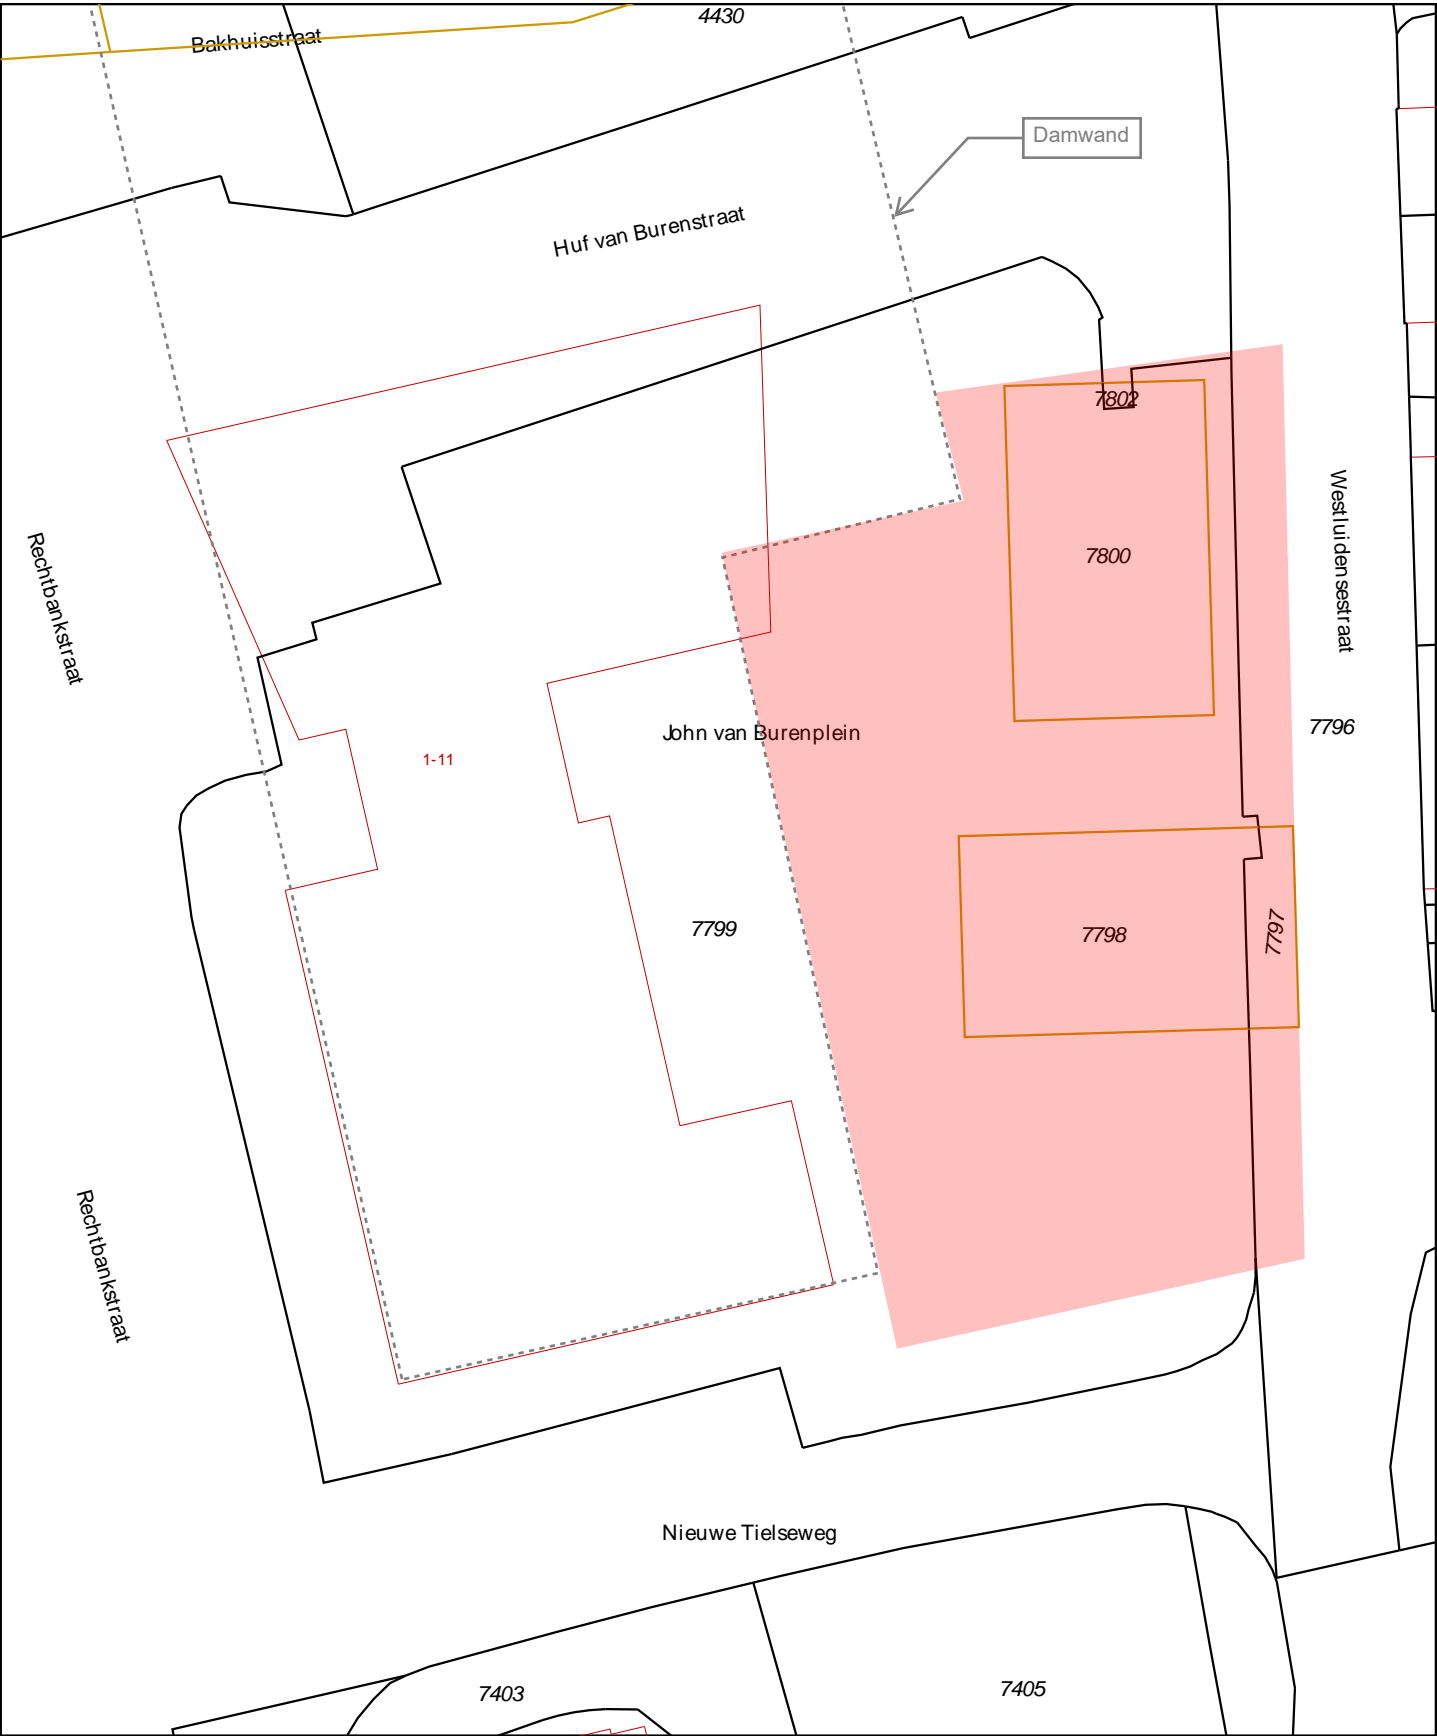 4430
Bakhuisstraat
Damwand
Huf van Burenstraat
7802
Westluidensestraat
7800
Rechtbankstraat
7796
John van Burenplein
1-11
7799
7798
7797
Rechtbankstraat
Nieuwe Tielseweg
7403
7405